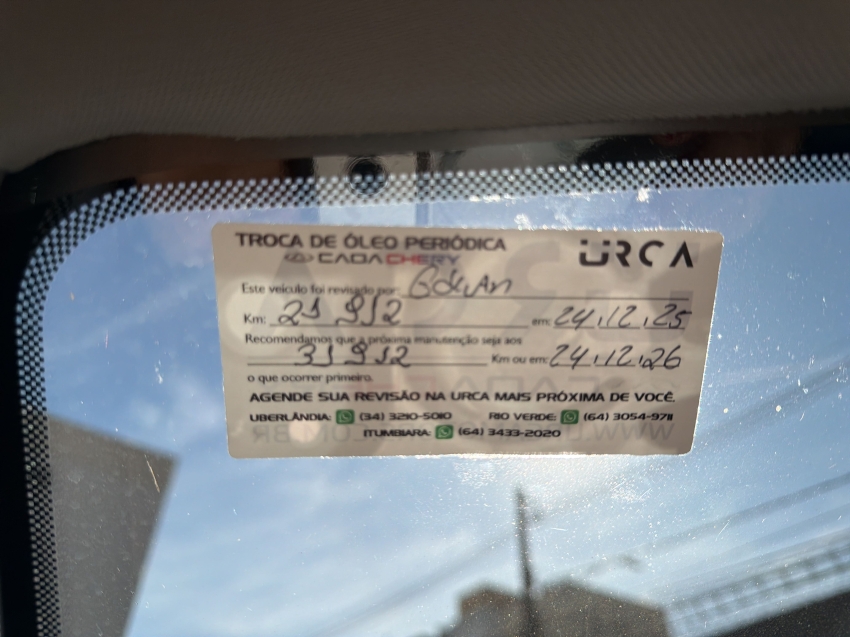 TROCA DE ÓLEO PERIÓDICA
CAOA CHERY
URCA
Este veículo foi revisado por:
Km: 21 912 em: 24,12,25
Recomendamos que a próxima manutenção seja aos
31 912 Km ou em: 24,12,26
o que ocorrer primeiro.
AGENDE SUA REVISÃO NA URCA MAIS PRÓXIMA DE VOCÊ.
UBERLÂNDIA: (34) 3210-5010 RIO VERDE: (64) 3054-9711
ITUMBIARA: (64) 3433-2020